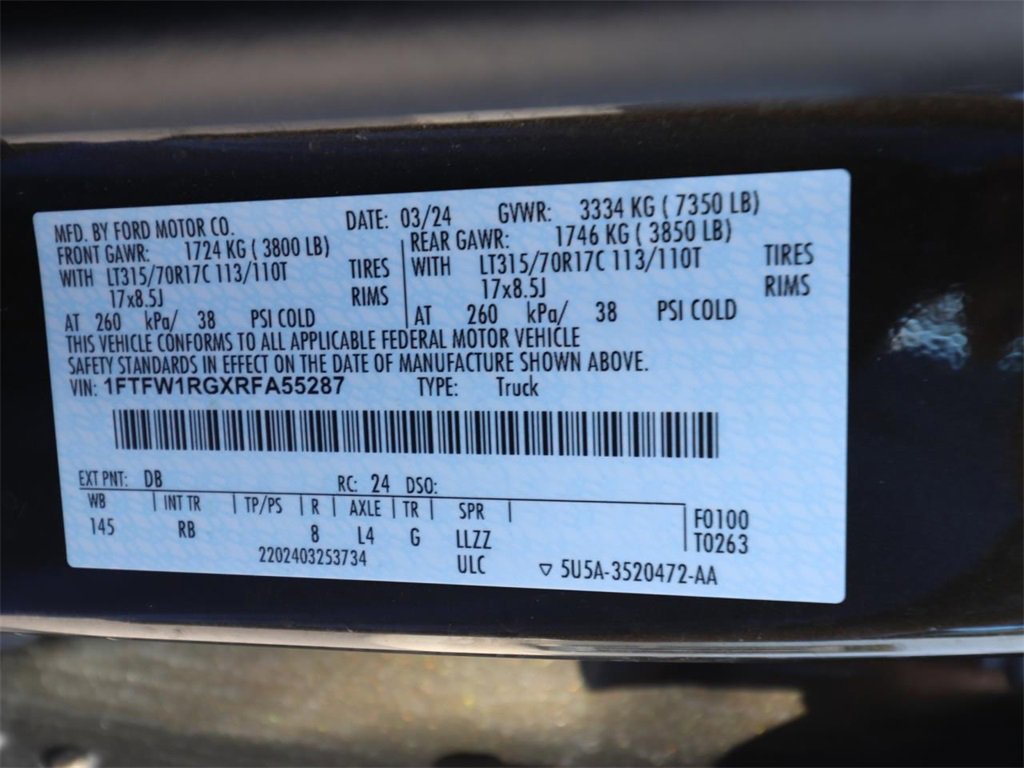 MFD. BY FORD MOTOR CO. DATE: 03/24 GVWR: 3334 KG ( 7350 LB)
FRONT GAWR: 1724 KG ( 3800 LB) REAR GAWR: 1746 KG ( 3850 LB)
WITH LT315/70R17C 113/110T TIRES WITH LT315/70R17C 113/110T TIRES
17x8.5J RIMS 17x8.5J RIMS
AT 260 kPa/ 38 PSI COLD AT 260 kPa/ 38 PSI COLD
THIS VEHICLE CONFORMS TO ALL APPLICABLE FEDERAL MOTOR VEHICLE
SAFETY STANDARDS IN EFFECT ON THE DATE OF MANUFACTURE SHOWN ABOVE.
VIN: 1FTFW1RGXRFA55287 TYPE: Truck
EXT PNT: DB RC: 24 DSO:
WB INT TR TP/PS R AXLE TR SPR
145 RB 8 L4 G LLZZ F0100
T0263
2202403253734 ULC ▽ 5U5A-3520472-AA